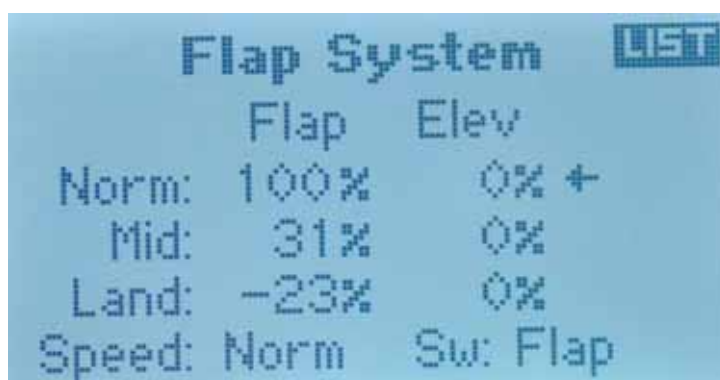 Flap System LIST
Flap Elev
Norm: 100% 0% ←
Mid: 31% 0%
Land: -23% 0%
Speed: Norm Sw: Flap